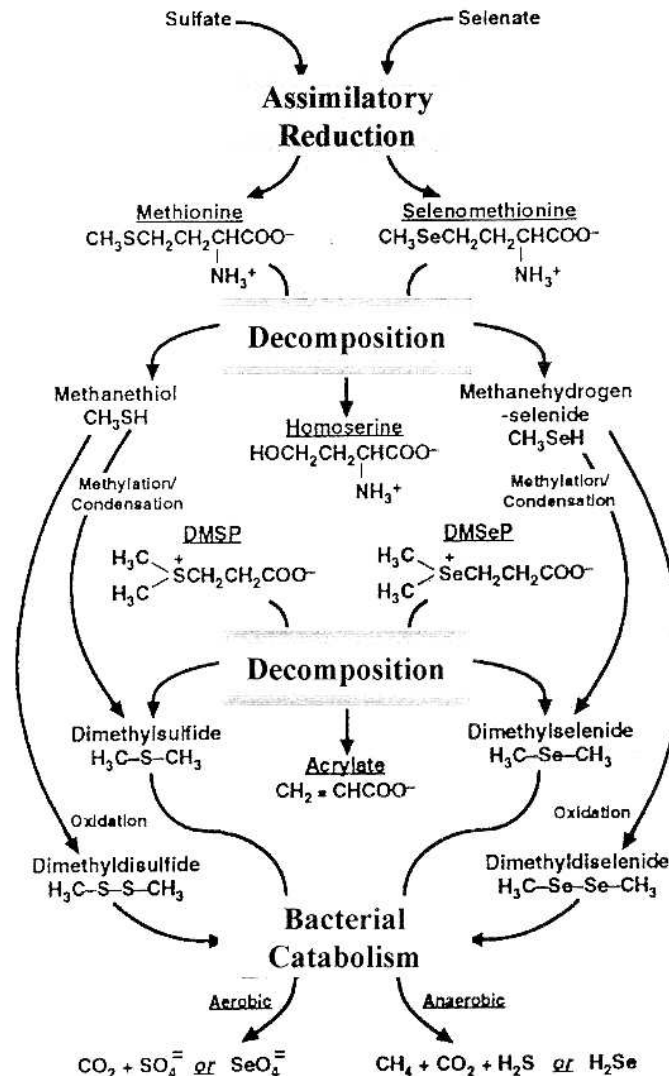 Sulfate
Selenate
Assimilatory
Reduction
Methionine
CH₃SCH₂CH₂CHCOO⁻
NH₃⁺
Selenomethionine
CH₃SeCH₂CH₂CHCOO⁻
NH₃⁺
Decomposition
Methanethiol
CH₃SH
Homoserine
HOCH₂CH₂CHCOO⁻
NH₃⁺
Methanehydrogen
-selenide
CH₃SeH
Methylation/
Condensation
Methylation/
Condensation
DMSP
H₃C
+
SCH₂CH₂COO⁻
H₃C
DMSeP
H₃C
+
SeCH₂CH₂COO⁻
H₃C
Decomposition
Dimethylsulfide
H₃C–S–CH₃
Acrylate
CH₂=CHCOO⁻
Dimethylselenide
H₃C–Se–CH₃
Oxidation
Oxidation
Dimethyldisulfide
H₃C–S–S–CH₃
Dimethyldiselenide
H₃C–Se–Se–CH₃
Bacterial
Catabolism
Aerobic
Anaerobic
CO₂ + SO₄⁼ or SeO₄⁼
CH₄ + CO₂ + H₂S or H₂Se